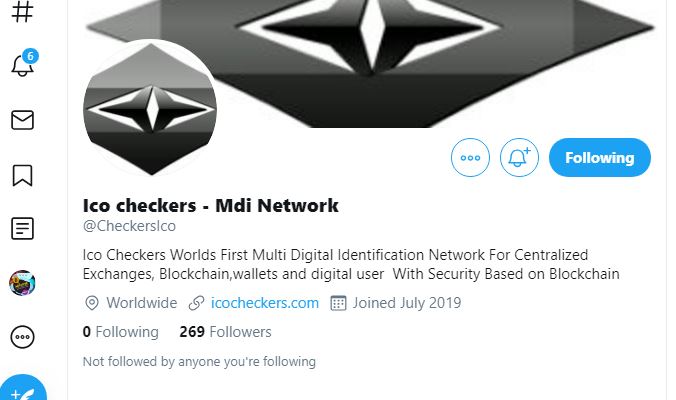 6
Following
Ico checkers - Mdi Network
@CheckersIco
Ico Checkers Worlds First Multi Digital Identification Network For Centralized
Exchanges, Blockchain,wallets and digital user  With Security Based on Blockchain
Worldwide icocheckers.com Joined July 2019
0 Following 269 Followers
Not followed by anyone you're following